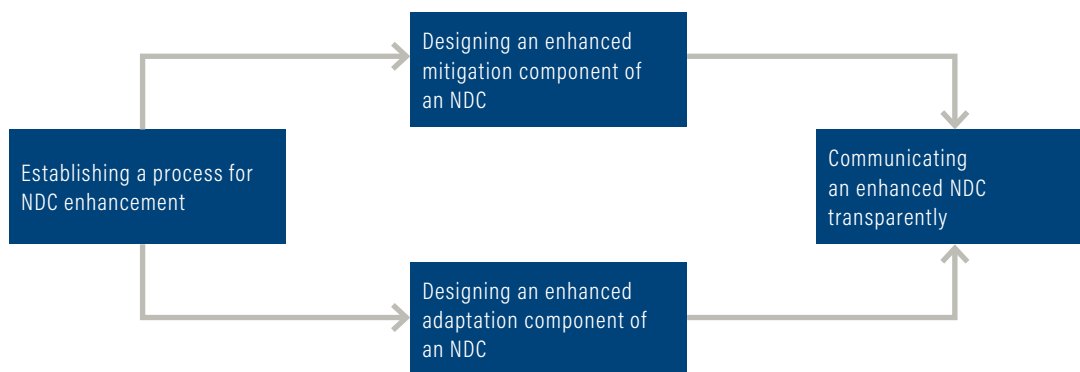 Establishing a process for
NDC enhancement
Designing an enhanced
mitigation component of
an NDC
Designing an enhanced
adaptation component of
an NDC
Communicating
an enhanced NDC
transparently